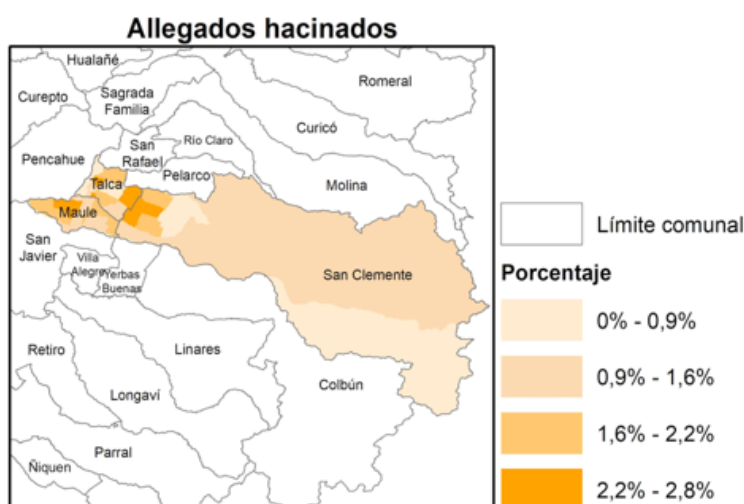 Allegados hacinados
Hualañé
Romeral
Curepto
Sagrada
Familia
Curicó
San
Rafael
Río Claro
Pencahue
Pelarco
Molina
Talca
Maule
San
Javier
Villa
Alegre
Yerbas
Buenas
San Clemente
Retiro
Linares
Colbún
Longaví
Parral
Ñiquen
Límite comunal
Porcentaje
0% - 0,9%
0,9% - 1,6%
1,6% - 2,2%
2,2% - 2,8%